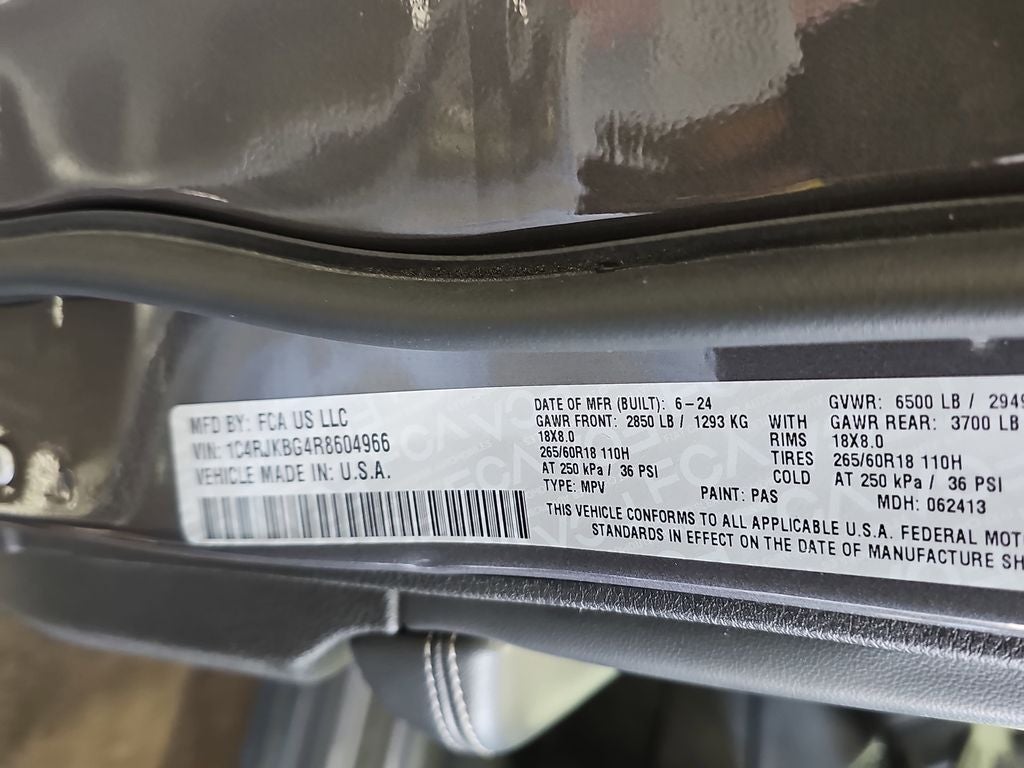 MFD BY: FCA US LLC
VIN: 1C4RJKBG4R8604966
VEHICLE MADE IN: U.S.A.
DATE OF MFR (BUILT): 6-24
GAWR FRONT: 2850 LB / 1293 KG
18X8.0
265/60R18 110H
AT 250 kPa / 36 PSI
TYPE: MPV
PAINT: PAS
WITH
RIMS
TIRES
COLD
GVWR: 6500 LB / 2949
GAWR REAR: 3700 LB
18X8.0
265/60R18 110H
AT 250 kPa / 36 PSI
MDH: 062413
THIS VEHICLE CONFORMS TO ALL APPLICABLE U.S.A. FEDERAL MOTO
STANDARDS IN EFFECT ON THE DATE OF MANUFACTURE SH